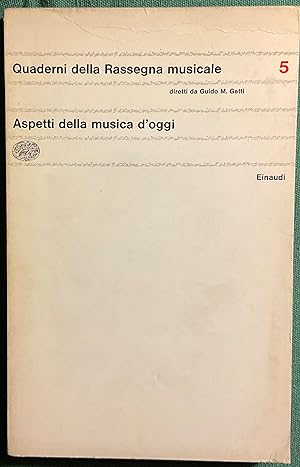 Quaderni della Rassegna musicale 5
diretti da Guido M. Gatti
Aspetti della musica d'oggi
Einaudi